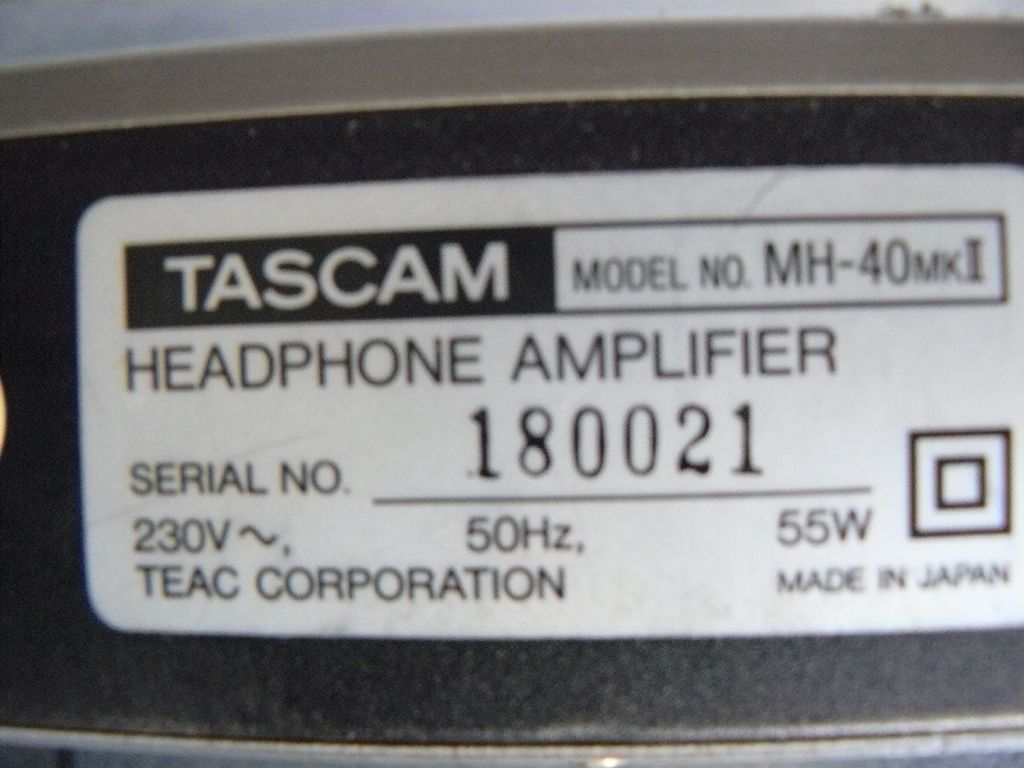 TASCAM MODEL NO. MH-40MKII
HEADPHONE AMPLIFIER
SERIAL NO. 180021
230V~, 50Hz, 55W
TEAC CORPORATION MADE IN JAPAN